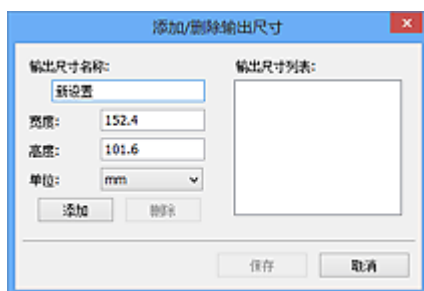 添加/删除输出尺寸
输出尺寸名称:
新设置
宽度: 152.4
高度: 101.6
单位: mm
添加 删除
输出尺寸列表:
保存 取消